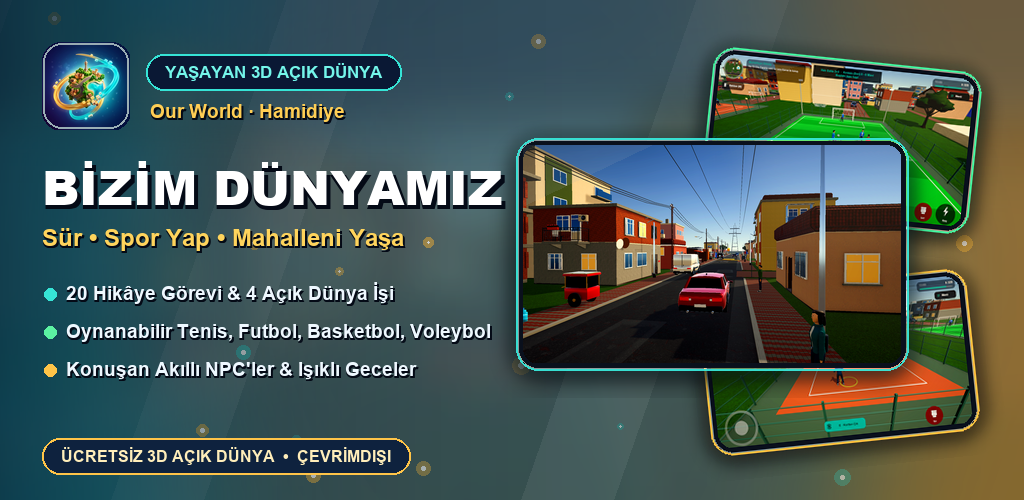 YAŞAYAN 3D AÇIK DÜNYA
Our World · Hamidiye
BİZİM DÜNYAMIZ
Sür • Spor Yap • Mahalleni Yaşa
20 Hikâye Görevi & 4 Açık Dünya İşi
Oynanabilir Tenis, Futbol, Basketbol, Voleybol
Konuşan Akıllı NPC'ler & Işıklı Geceler
ÜCRETSİZ 3D AÇIK DÜNYA • ÇEVRİMDIŞI